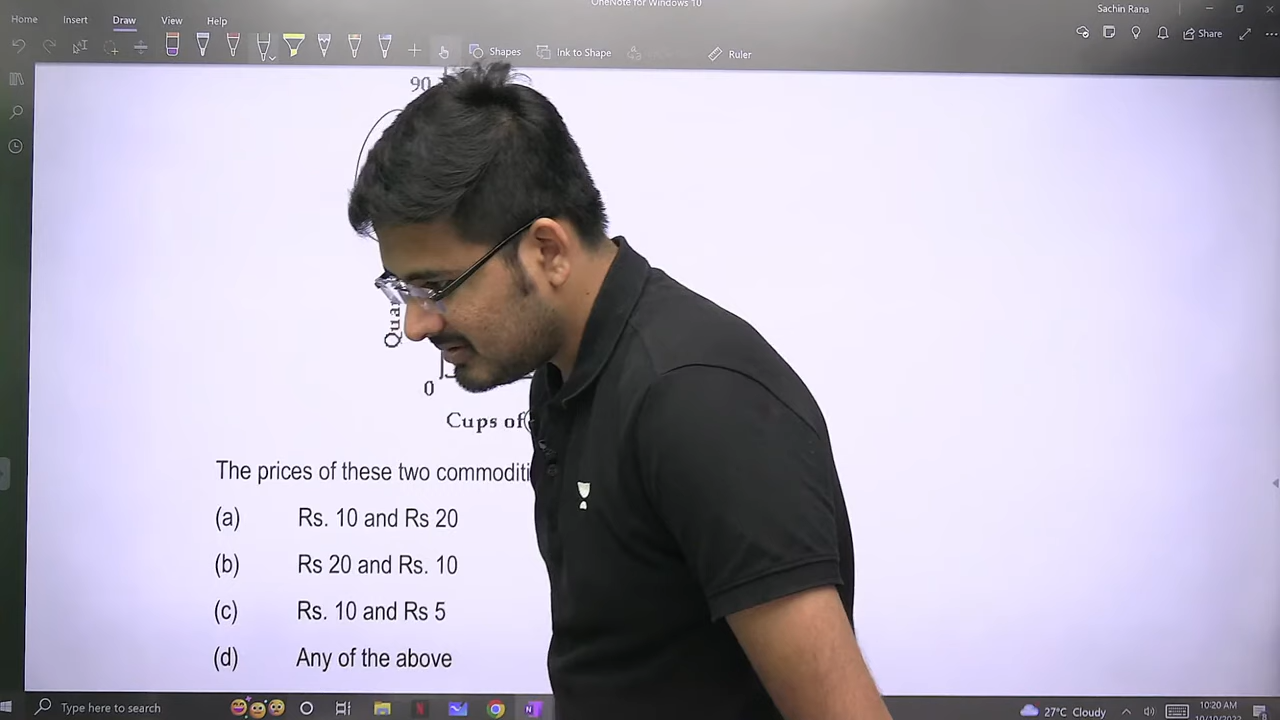 OneNote for Windows 10
Sachin Rana
Home Insert Draw View Help
Share
Shapes Ink to Shape Ruler
90
Qua
0
Cups of
The prices of these two commoditi
(a) Rs. 10 and Rs 20
(b) Rs 20 and Rs. 10
(c) Rs. 10 and Rs 5
(d) Any of the above
Type here to search
27°C Cloudy
10:20 AM